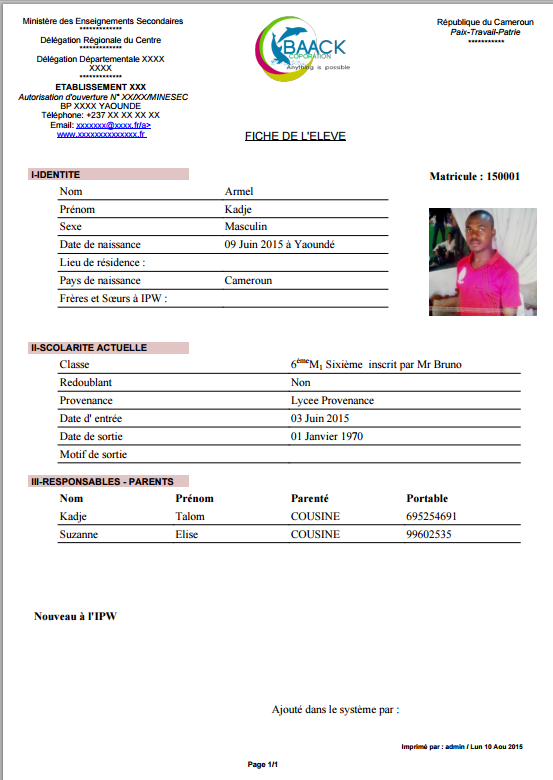 Ministère des Enseignements Secondaires
*************
Délégation Régionale du Centre
*************
Délégation Départementale XXXX
XXXX
*************
ETABLISSEMENT XXX
Autorisation d'ouverture N° XX/XX/MINESEC
BP XXXX YAOUNDE
Téléphone: +237 XX XX XX XX
Email: xxxxxxx@xxxx.fr/a>
www.xxxxxxxxxxxxxx.fr
BAACK
COPORATION
Anything is possible
République du Cameroun
Paix-Travail-Patrie
***********
FICHE DE L'ELEVE
I-IDENTITE
Matricule : 150001
Nom Armel
Prénom Kadje
Sexe Masculin
Date de naissance 09 Juin 2015 à Yaoundé
Lieu de résidence :
Pays de naissance Cameroun
Frères et Sœurs à IPW :
II-SCOLARITE ACTUELLE
Classe 6èmeM1 Sixième inscrit par Mr Bruno
Redoublant Non
Provenance Lycee Provenance
Date d' entrée 03 Juin 2015
Date de sortie 01 Janvier 1970
Motif de sortie
III-RESPONSABLES - PARENTS
Nom Prénom Parenté Portable
Kadje Talom COUSINE 695254691
Suzanne Elise COUSINE 99602535
Nouveau à l'IPW
Ajouté dans le système par :
Imprimé par : admin / Lun 10 Aou 2015
Page 1/1